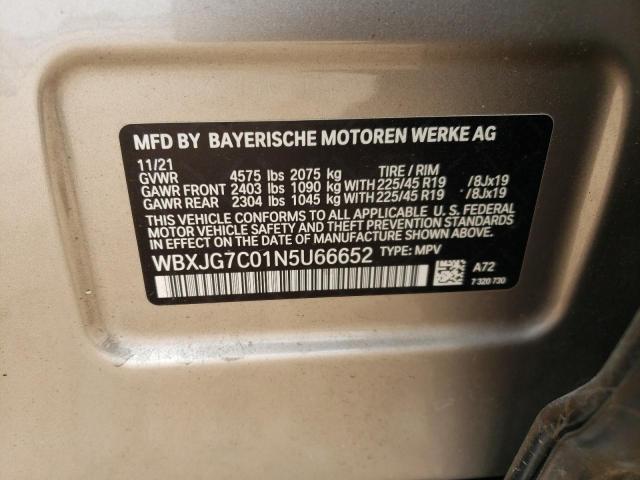 MFD BY BAYERISCHE MOTOREN WERKE AG
11/21 TIRE / RIM
GVWR 4575 lbs 2075 kg
GAWR FRONT 2403 lbs 1090 kg WITH 225/45 R19 /8Jx19
GAWR REAR 2304 lbs 1045 kg WITH 225/45 R19 /8Jx19
THIS VEHICLE CONFORMS TO ALL APPLICABLE U. S. FEDERAL
MOTOR VEHICLE SAFETY, BUMPER, AND THEFT PREVENTION STANDARDS
IN EFFECT ON THE DATE OF MANUFACTURE SHOWN ABOVE.
WBXJG7C01N5U66652 TYPE: MPV
A72
7 320 730